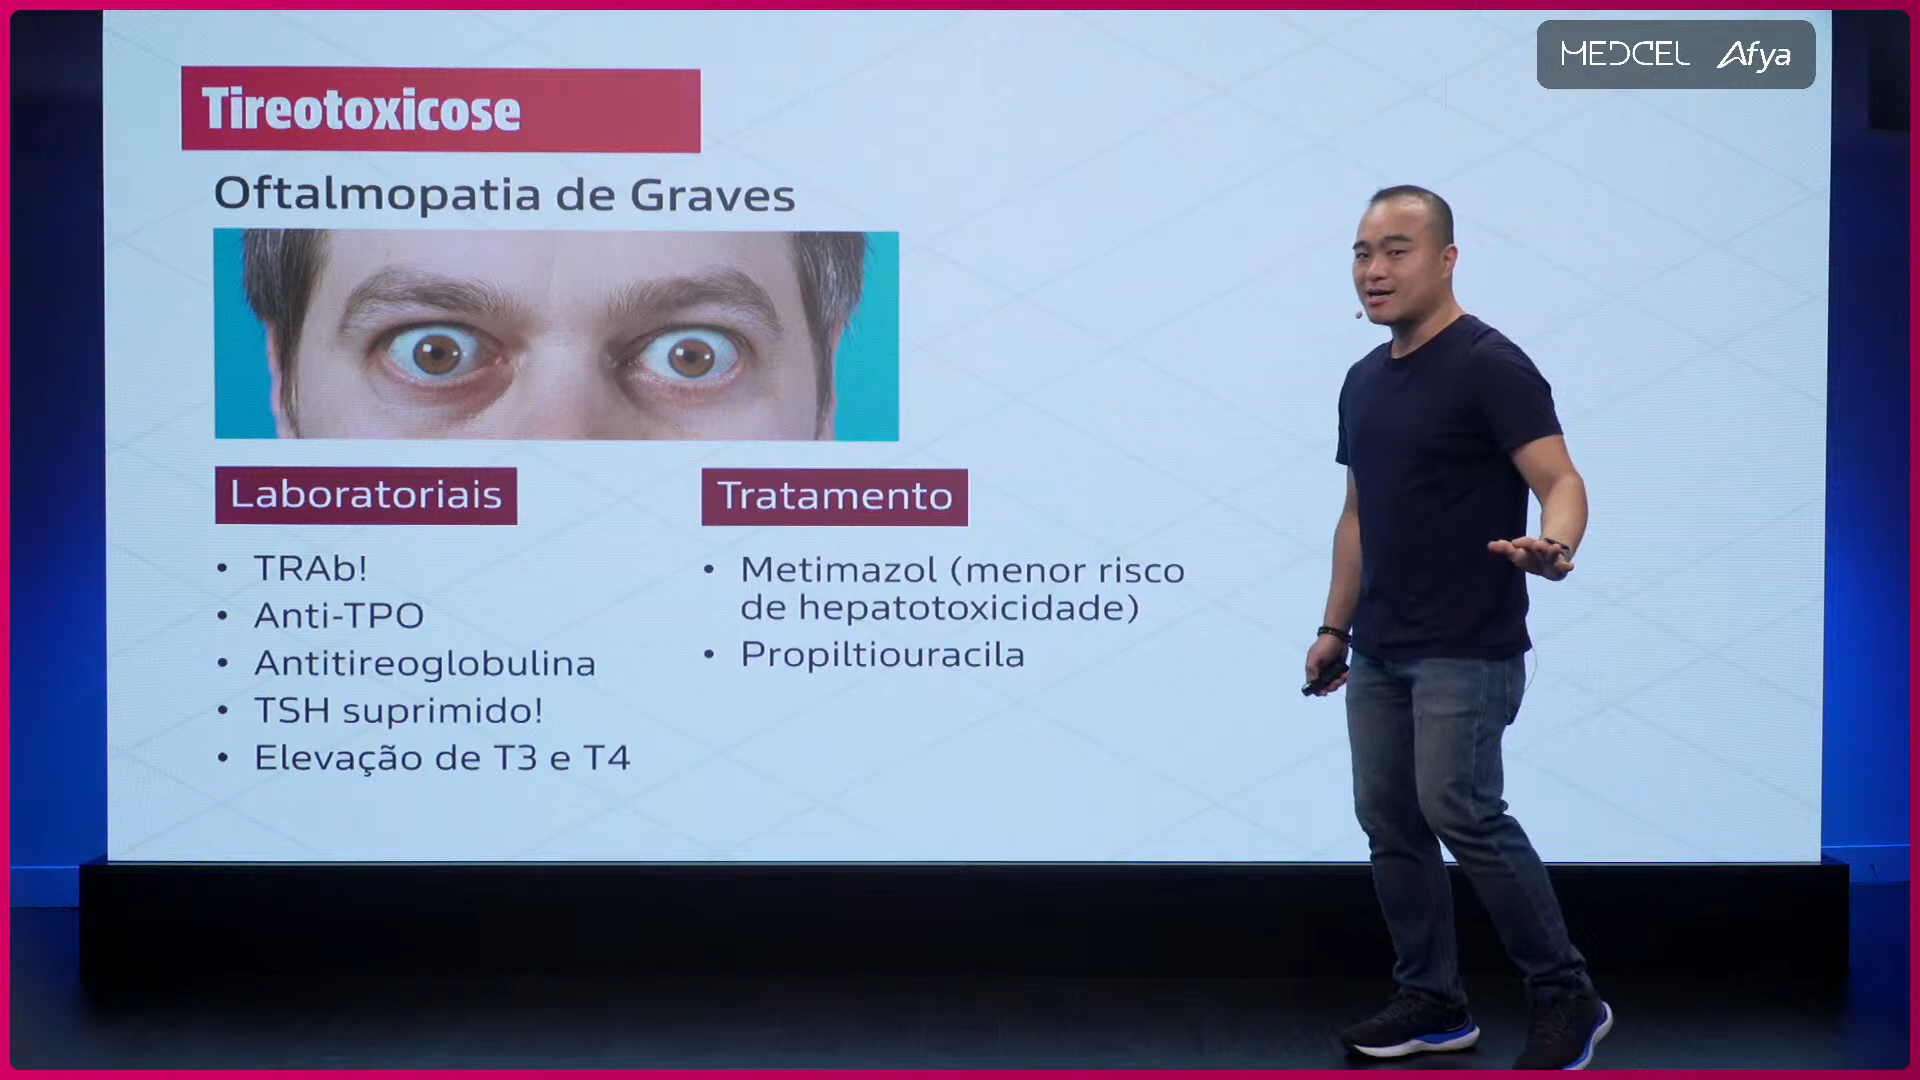 MEDCEL Afya
Tireotoxicose
Oftalmopatia de Graves
Laboratoriais
• TRAb!
• Anti-TPO
• Antitireoglobulina
• TSH suprimido!
• Elevação de T3 e T4
Tratamento
• Metimazol (menor risco
de hepatotoxicidade)
• Propiltiouracila